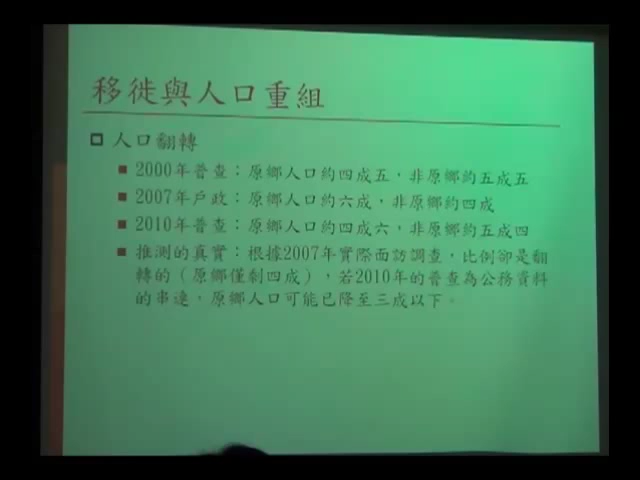 移徙與人口重組
人口翻轉
2000年普查：原鄉人口約四成五，非原鄉約五成五
2007年戶政：原鄉人口約六成，非原鄉約四成
2010年普查：原鄉人口約四成六，非原鄉約五成四
推測的真實：根據2007年實際面訪調查，比例卻是翻
轉的（原鄉僅剩四成），若2010年的普查為公務資料
的串連，原鄉人口可能已降至三成以下。